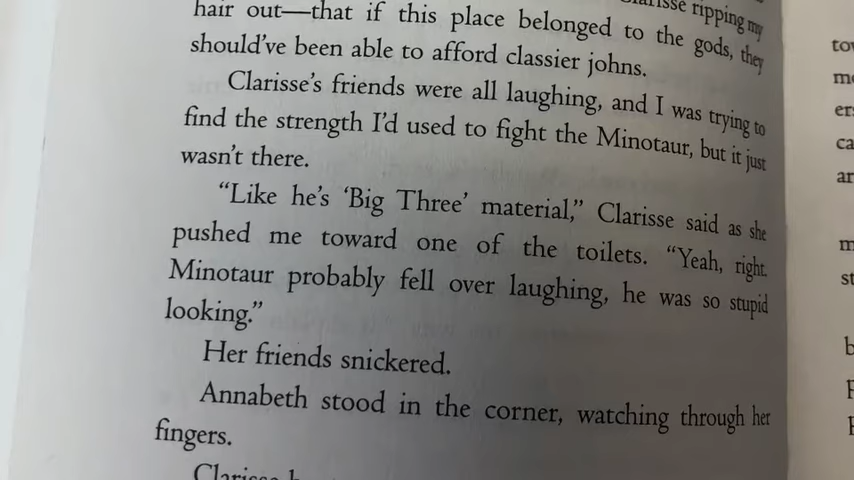 Clarisse ripping my
hair out—that if this place belonged to the gods, they
should've been able to afford classier johns.
Clarisse's friends were all laughing, and I was trying to
find the strength I'd used to fight the Minotaur, but it just
wasn't there.
"Like he's 'Big Three' material," Clarisse said as she
pushed me toward one of the toilets. "Yeah, right.
Minotaur probably fell over laughing, he was so stupid
looking."
Her friends snickered.
Annabeth stood in the corner, watching through her
fingers.
Clarisse